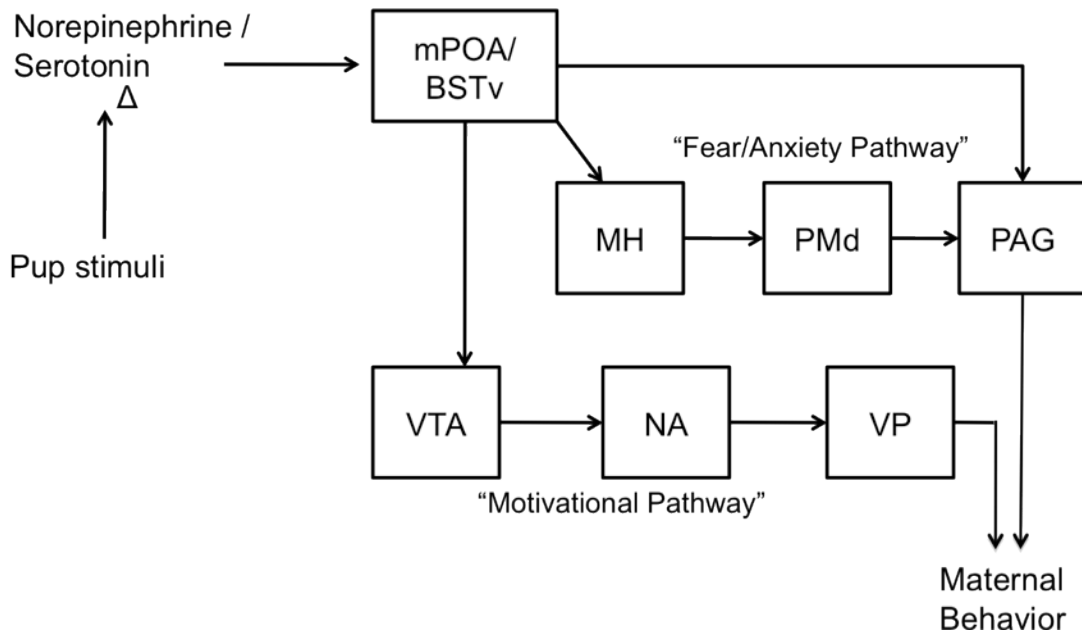 Norepinephrine /
Serotonin
Δ
Pup stimuli
mPOA/
BSTv
“Fear/Anxiety Pathway”
MH
PMd
PAG
VTA
NA
VP
“Motivational Pathway”
Maternal
Behavior